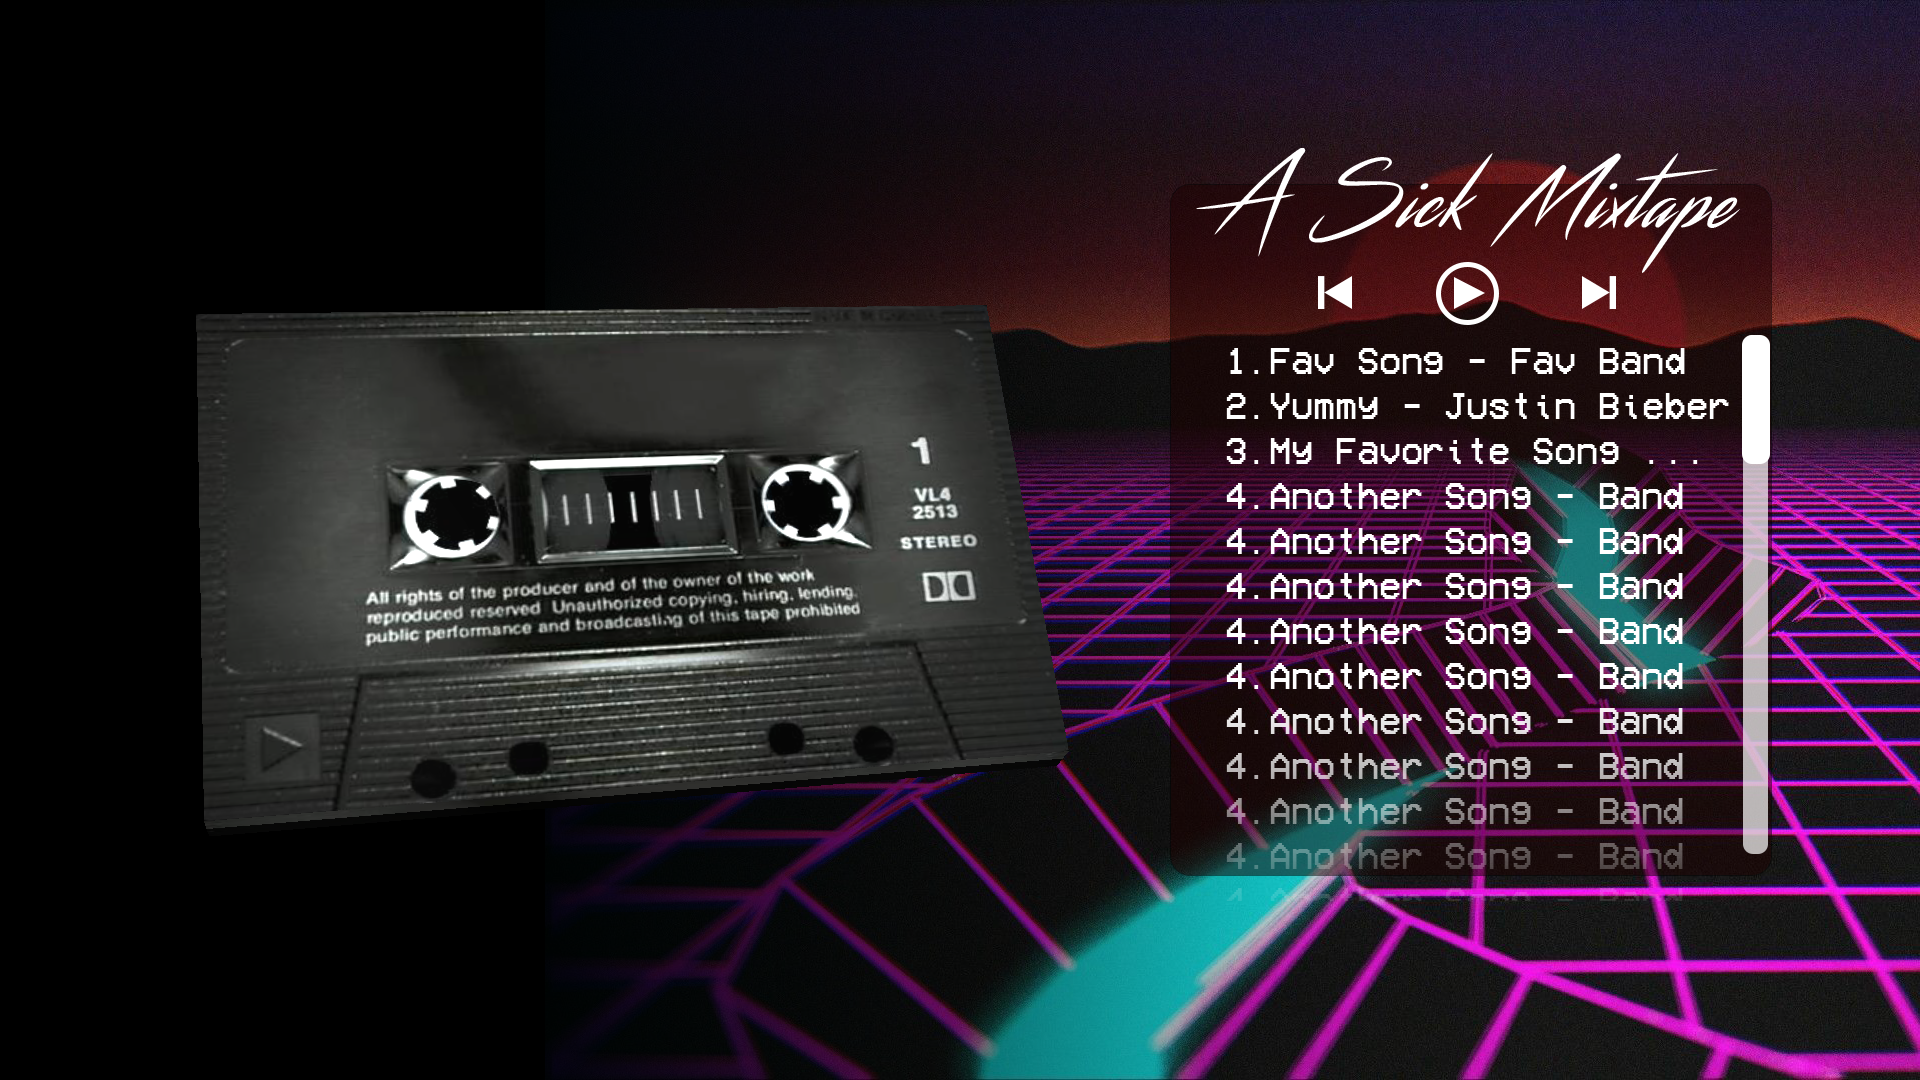 A Sick Mixtape
1.Fav Song - Fav Band
2.Yummy - Justin Bieber
3.My Favorite Song ...
4.Another Song - Band
4.Another Song - Band
4.Another Song - Band
4.Another Song - Band
4.Another Song - Band
4.Another Song - Band
4.Another Song - Band
4.Another Song - Band
4.Another Song - Band
4.Another Song - Band
1
VL4
2513
STEREO
All rights of the producer and of the owner of the work
reproduced reserved Unauthorized copying, hiring, lending,
public performance and broadcasting of this tape prohibited